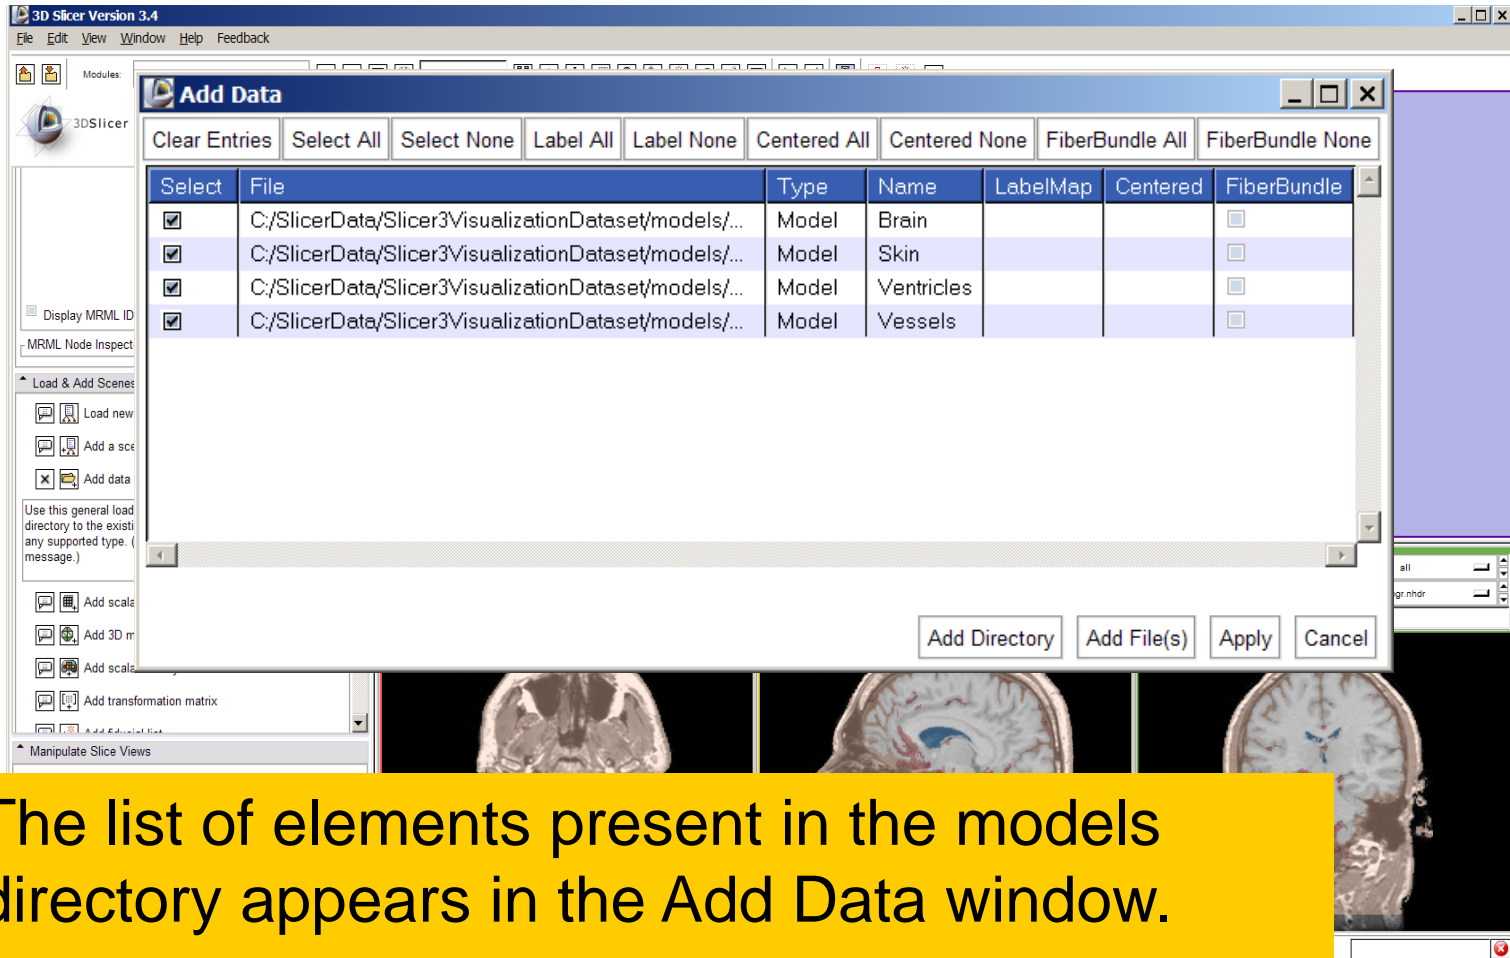 3D Slicer Version 3.4
File Edit View Window Help Feedback
Modules:
3DSlicer
Add Data
Clear Entries Select All Select None Label All Label None Centered All Centered None FiberBundle All FiberBundle None
Select File Type Name LabelMap Centered FiberBundle
C:/SlicerData/Slicer3VisualizationDataset/models/... Model Brain
C:/SlicerData/Slicer3VisualizationDataset/models/... Model Skin
C:/SlicerData/Slicer3VisualizationDataset/models/... Model Ventricles
C:/SlicerData/Slicer3VisualizationDataset/models/... Model Vessels
Add Directory Add File(s) Apply Cancel
Display MRML ID
MRML Node Inspect
Load & Add Scenes
Load new
Add a sce
Add data
Use this general load
directory to the existi
any supported type. (
message.)
Add scala
Add 3D m
Add scala
Add transformation matrix
Manipulate Slice Views
all
gr.nhdr
The list of elements present in the models
directory appears in the Add Data window.